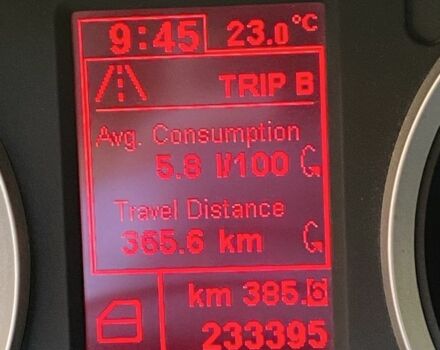 9:45 23.0°C
TRIP B
Avg. Consumption
5.8 l/100
Travel Distance
365.6 km
km 385.6
233395